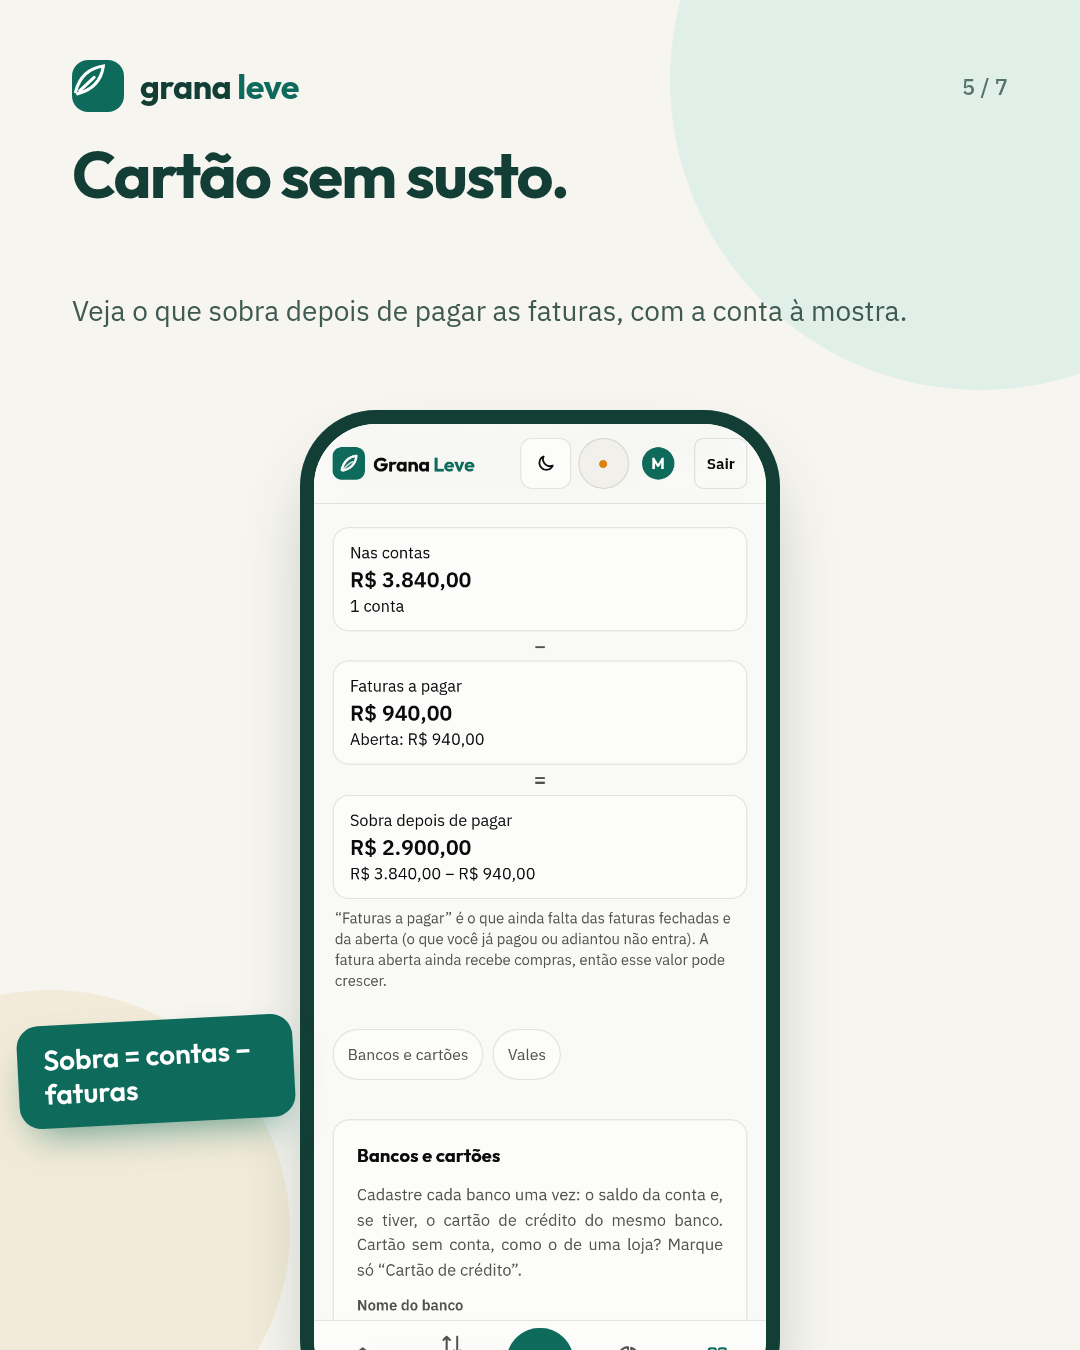 grana leve
5 / 7
Cartão sem susto.
Veja o que sobra depois de pagar as faturas, com a conta à mostra.
Grana Leve
M
Sair
Nas contas
R$ 3.840,00
1 conta
–
Faturas a pagar
R$ 940,00
Aberta: R$ 940,00
=
Sobra depois de pagar
R$ 2.900,00
R$ 3.840,00 – R$ 940,00
“Faturas a pagar” é o que ainda falta das faturas fechadas e
da aberta (o que você já pagou ou adiantou não entra). A
fatura aberta ainda recebe compras, então esse valor pode
crescer.
Sobra = contas –
faturas
Bancos e cartões
Vales
Bancos e cartões
Cadastre cada banco uma vez: o saldo da conta e,
se tiver, o cartão de crédito do mesmo banco.
Cartão sem conta, como o de uma loja? Marque
só “Cartão de crédito”.
Nome do banco